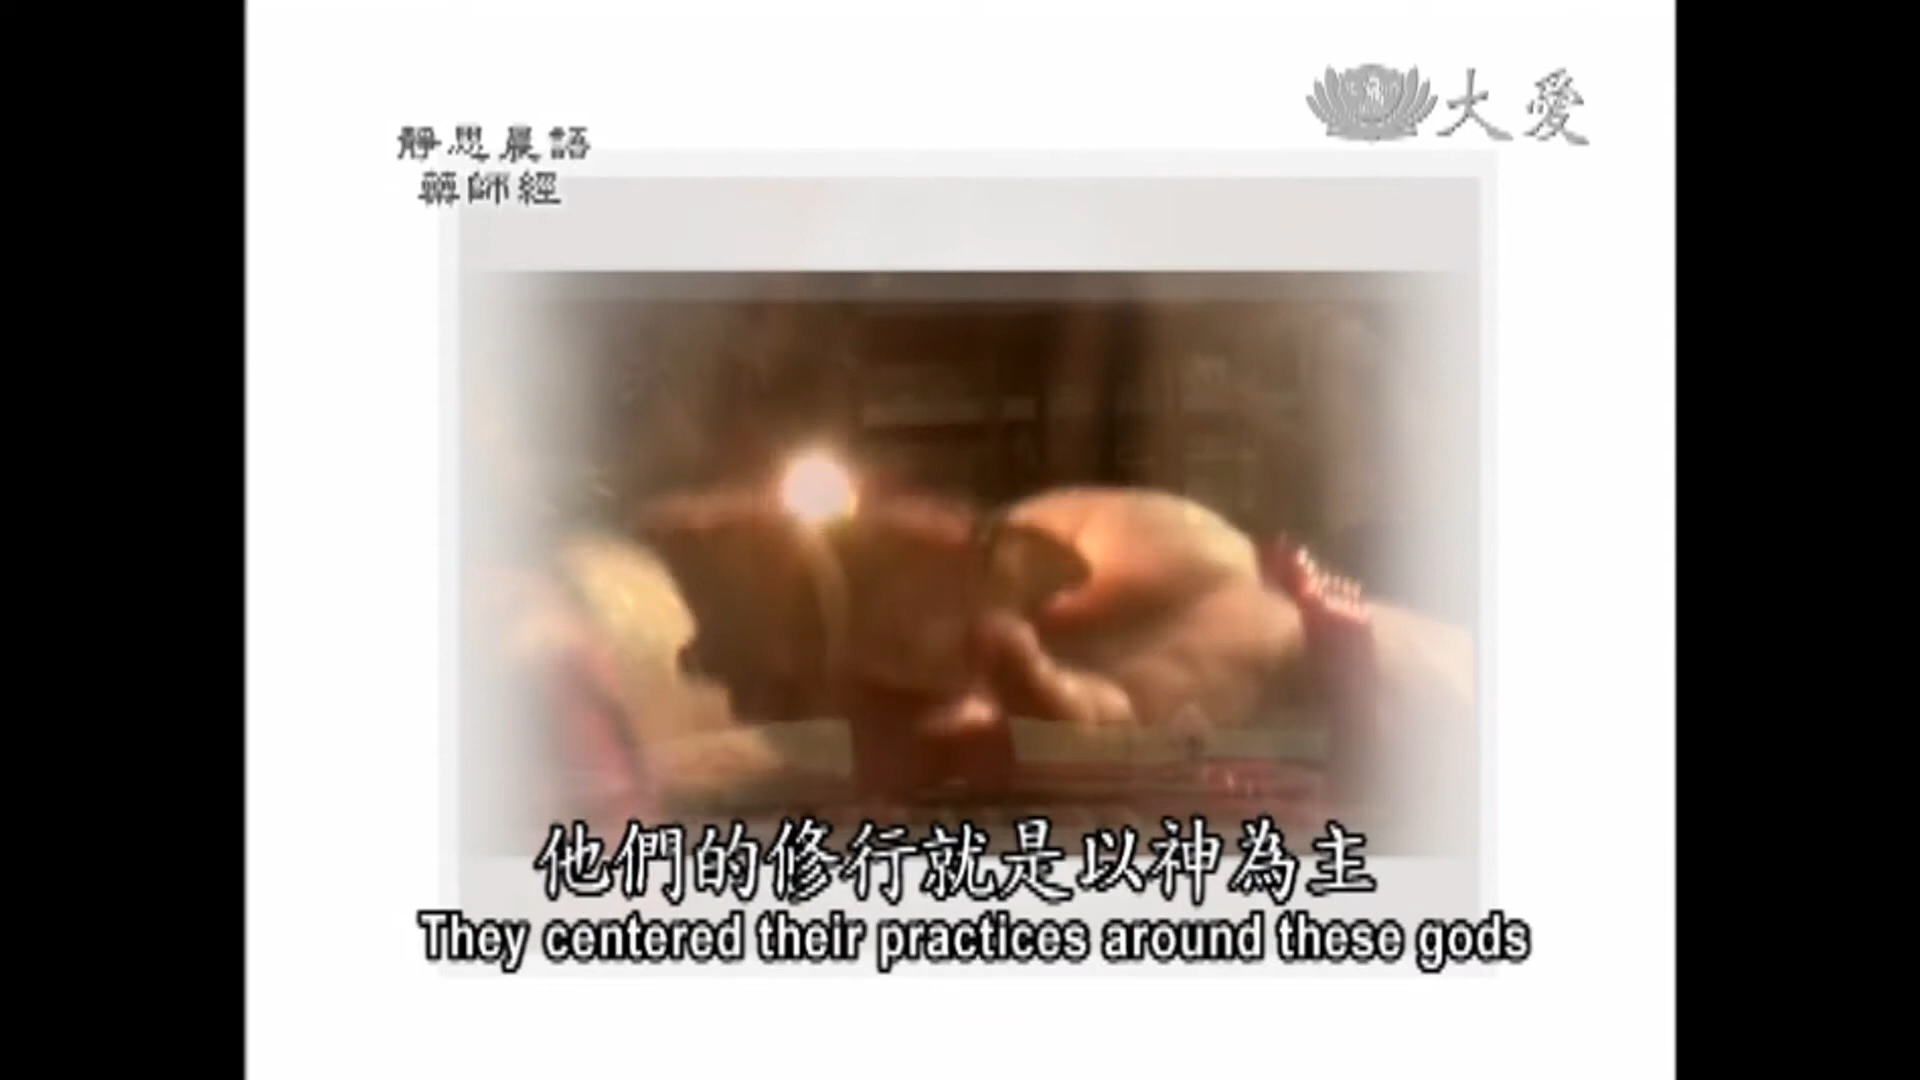 大愛
靜思晨語
藥師經
他們的修行就是以神為主
They centered their practices around these gods